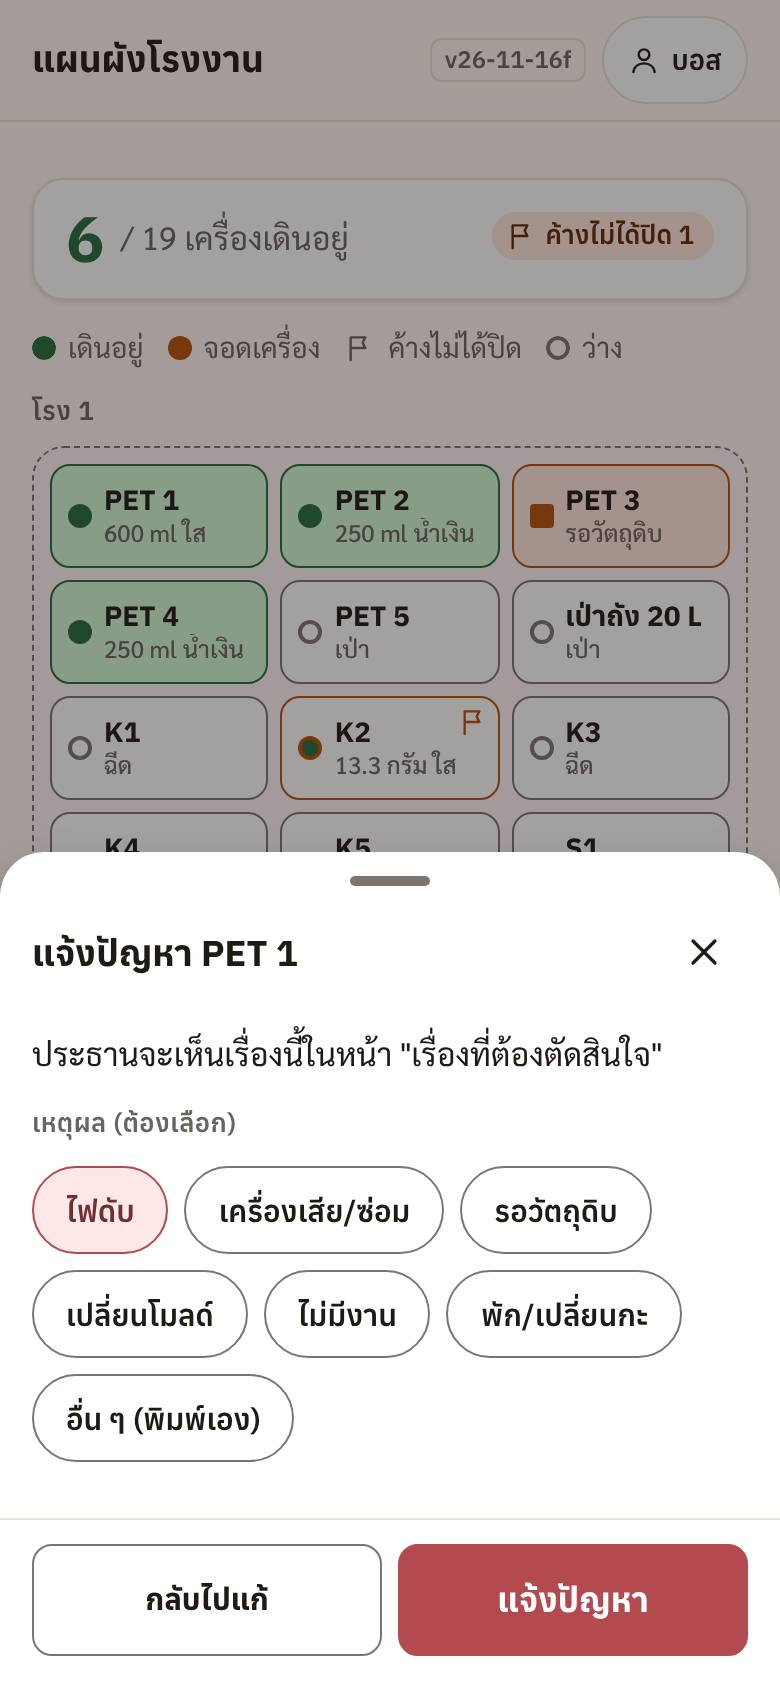 แผนผังโรงงาน v26-11-16f บอส
6 / 19 เครื่องเดินอยู่ ค้างไม่ได้ปิด 1
เดินอยู่ จอดเครื่อง ค้างไม่ได้ปิด ว่าง
โรง 1
PET 1 PET 2 PET 3
600 ml ใส 250 ml น้ำเงิน รอวัตถุดิบ
PET 4 PET 5 เป่าถัง 20 L
250 ml น้ำเงิน เป่า เป่า
K1 K2 K3
ฉีด 13.3 กรัม ใส ฉีด
K4 K5 S1
แจ้งปัญหา PET 1
ประธานจะเห็นเรื่องนี้ในหน้า "เรื่องที่ต้องตัดสินใจ"
เหตุผล (ต้องเลือก)
ไฟดับ เครื่องเสีย/ซ่อม รอวัตถุดิบ
เปลี่ยนโมลด์ ไม่มีงาน พัก/เปลี่ยนกะ
อื่น ๆ (พิมพ์เอง)
กลับไปแก้ แจ้งปัญหา